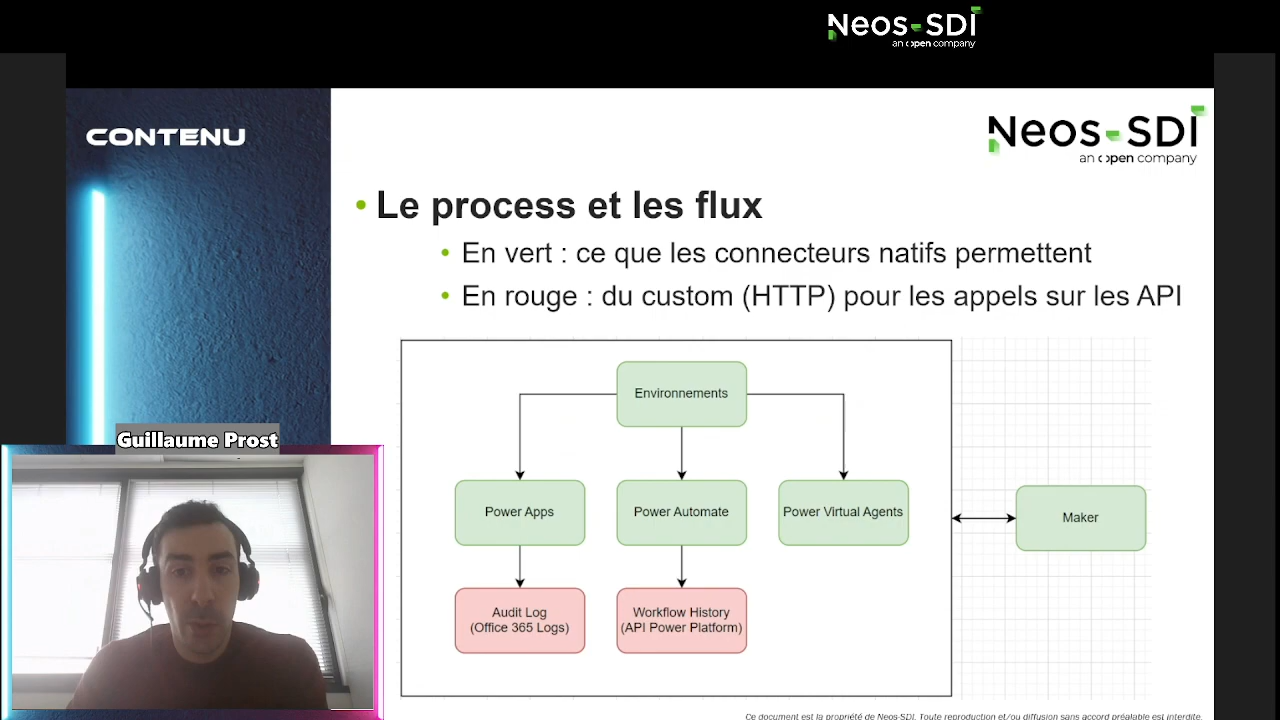 Neos-SDI
an open company
CONTENU
Neos-SDI
an open company
• Le process et les flux
• En vert : ce que les connecteurs natifs permettent
• En rouge : du custom (HTTP) pour les appels sur les API
Environnements
Power Apps
Power Automate
Power Virtual Agents
Maker
Audit Log
(Office 365 Logs)
Workflow History
(API Power Platform)
Guillaume Prost
Ce document est la propriété de Neos-SDI. Toute reproduction et/ou diffusion sans accord préalable est interdite.